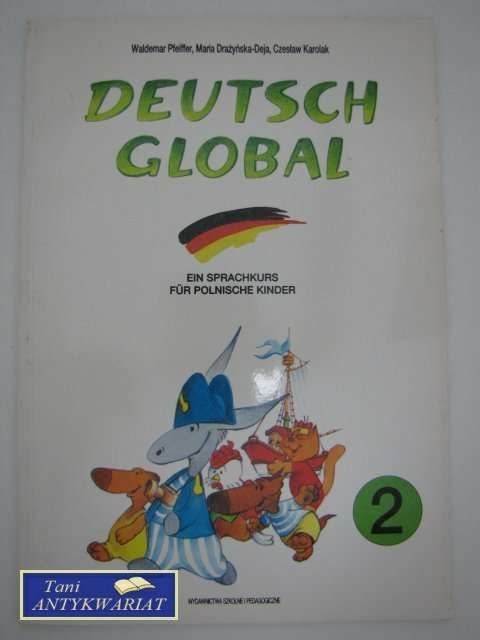 Waldemar Pfeiffer, Maria Drażyńska-Deja, Czesław Karolak
DEUTSCH
GLOBAL
EIN SPRACHKURS
FÜR POLNISCHE KINDER
2
WYDAWNICTWA SZKOLNE I PEDAGOGICZNE
Tani
ANTYKWARIAT